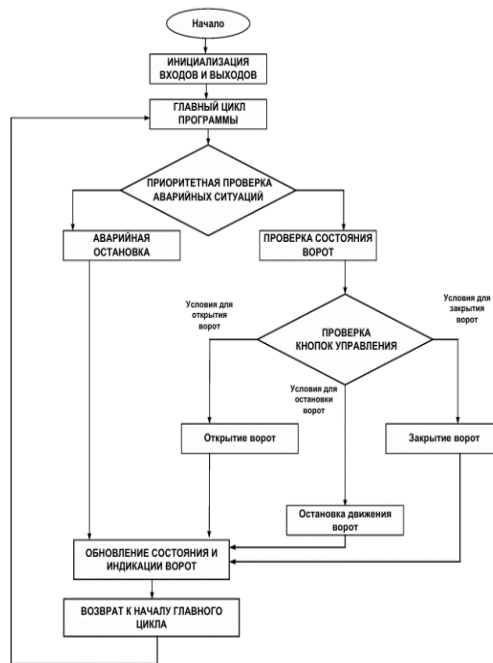 Начало
ИНИЦИАЛИЗАЦИЯ
ВХОДОВ И ВЫХОДОВ
ГЛАВНЫЙ ЦИКЛ
ПРОГРАММЫ
ПРИОРИТЕТНАЯ ПРОВЕРКА
АВАРИЙНЫХ СИТУАЦИЙ
АВАРИЙНАЯ
ОСТАНОВКА
ПРОВЕРКА СОСТОЯНИЯ
ВОРОТ
Условия для
открытия
ворот
Условия для
закрытия
ворот
ПРОВЕРКА
КНОПОК УПРАВЛЕНИЯ
Условия для
остановки
ворот
Открытие ворот
Закрытие ворот
Остановка движения
ворот
ОБНОВЛЕНИЕ СОСТОЯНИЯ И
ИНДИКАЦИИ ВОРОТ
ВОЗВРАТ К НАЧАЛУ ГЛАВНОГО
ЦИКЛА